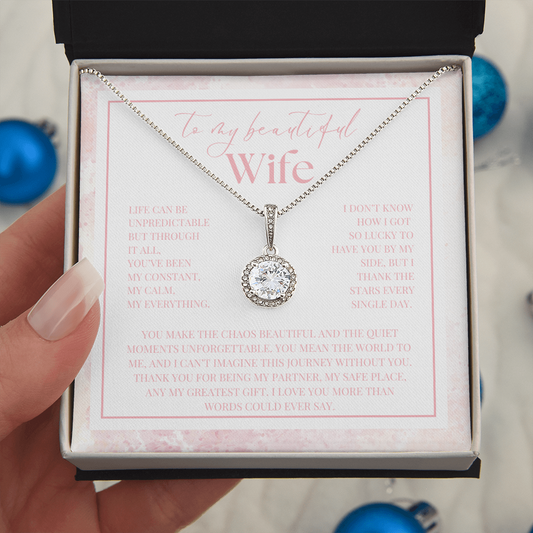 to my beautiful
Wife
LIFE CAN BE
UNPREDICTABLE
BUT THROUGH
IT ALL,
YOU'VE BEEN
MY CONSTANT,
MY CALM,
MY EVERYTHING.
I DON'T KNOW
HOW I GOT
SO LUCKY TO
HAVE YOU BY MY
SIDE, BUT I
THANK THE
STARS EVERY
SINGLE DAY.
YOU MAKE THE CHAOS BEAUTIFUL AND THE QUIET
MOMENTS UNFORGETTABLE. YOU MEAN THE WORLD TO
ME, AND I CAN'T IMAGINE THIS JOURNEY WITHOUT YOU.
THANK YOU FOR BEING MY PARTNER, MY SAFE PLACE,
ANY MY GREATEST GIFT. I LOVE YOU MORE THAN
WORDS COULD EVER SAY.